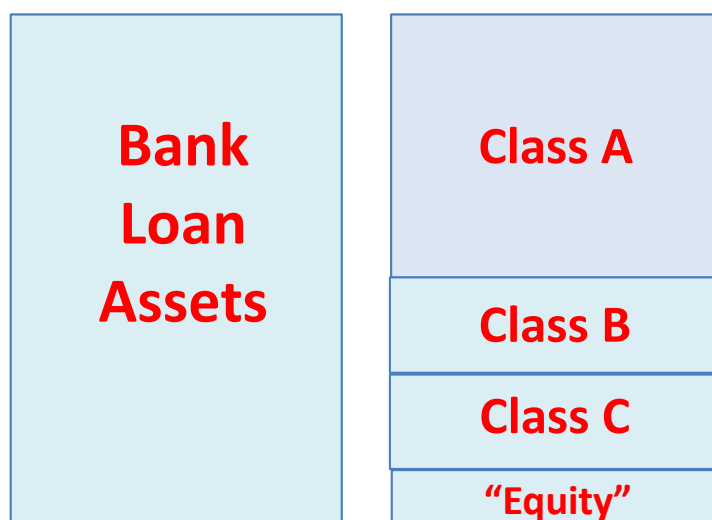 Bank
Loan
Assets
Class A
Class B
Class C
“Equity”